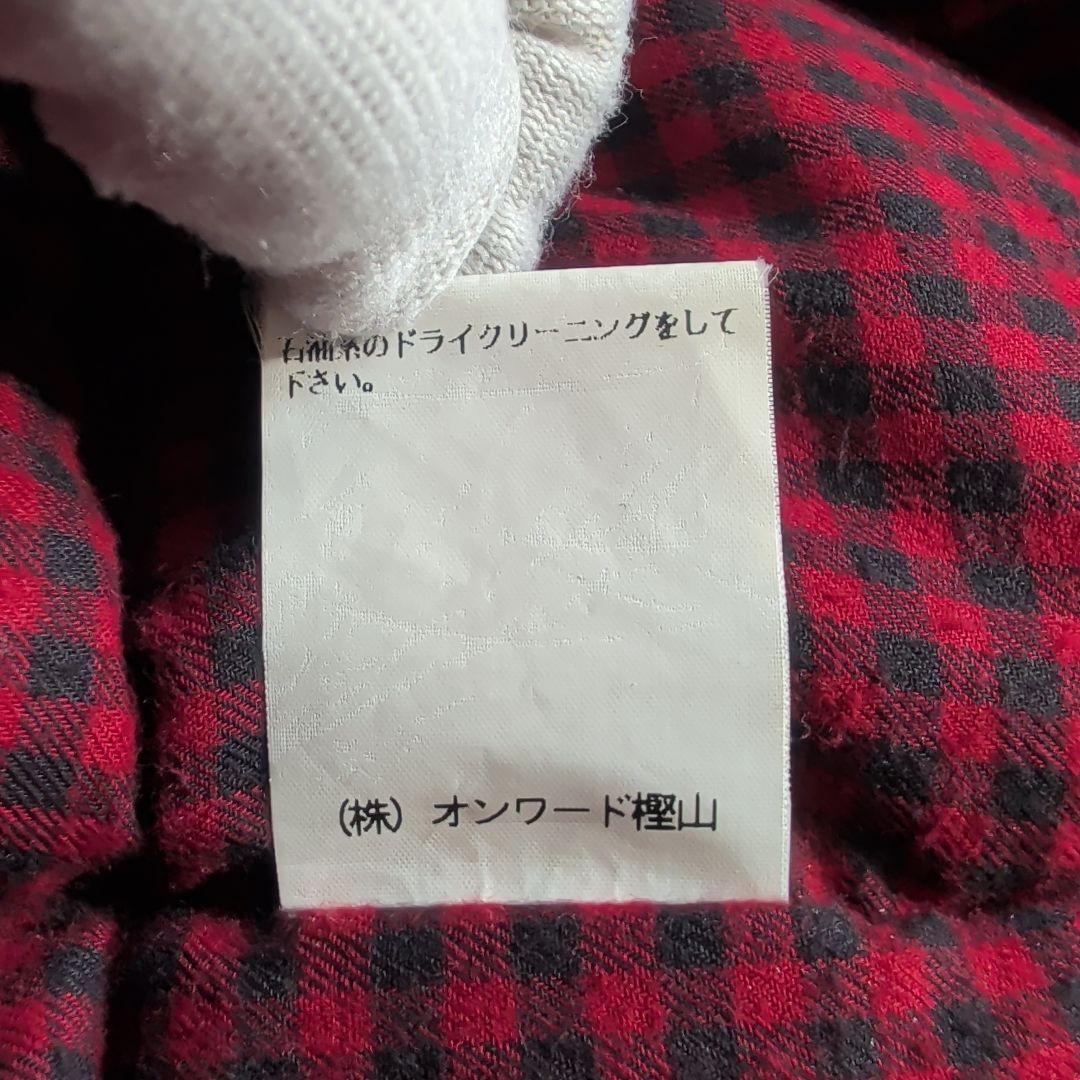 石油系のドライクリーニングをして
下さい。
(株) オンワード樫山